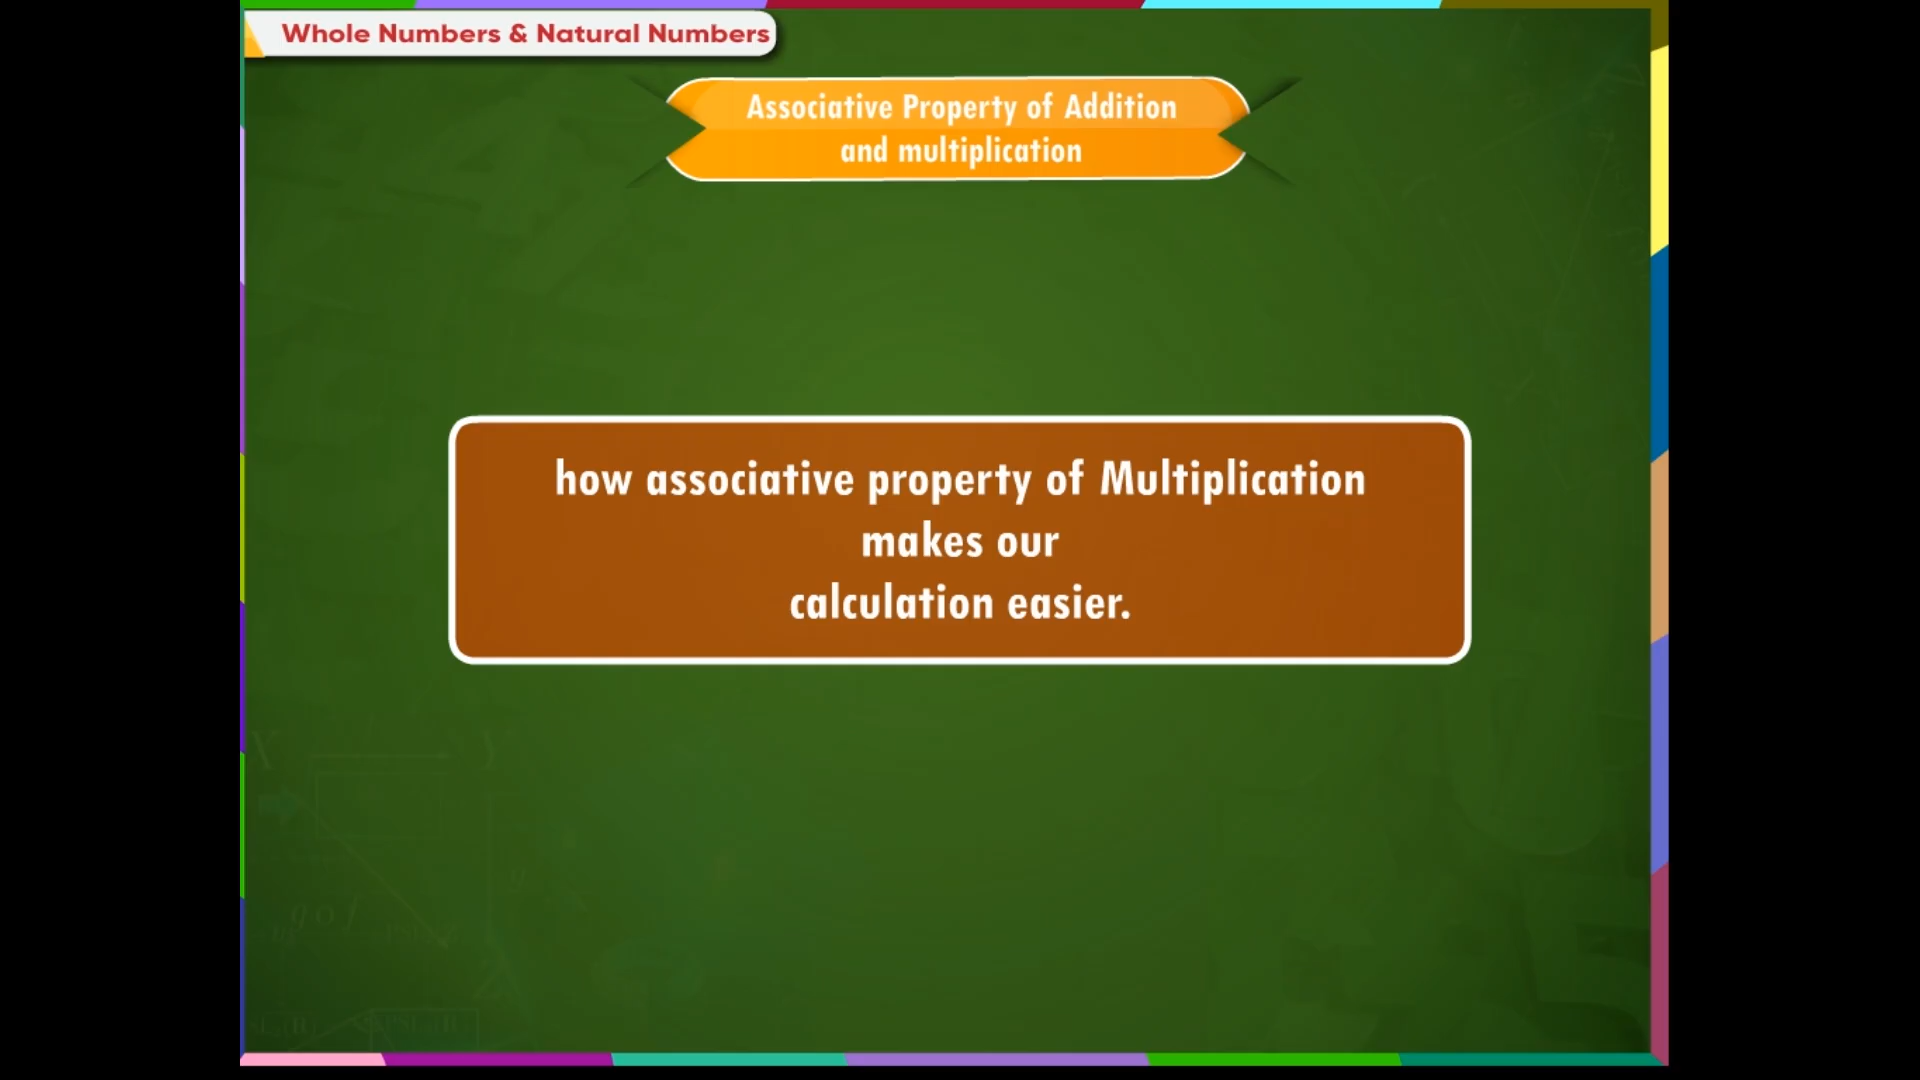 Whole Numbers & Natural Numbers
Associative Property of Addition
and multiplication
how associative property of Multiplication
makes our
calculation easier.